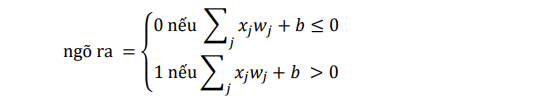 ngõ ra = {0 nếu ∑_j x_j w_j + b ≤ 0
1 nếu ∑_j x_j w_j + b > 0